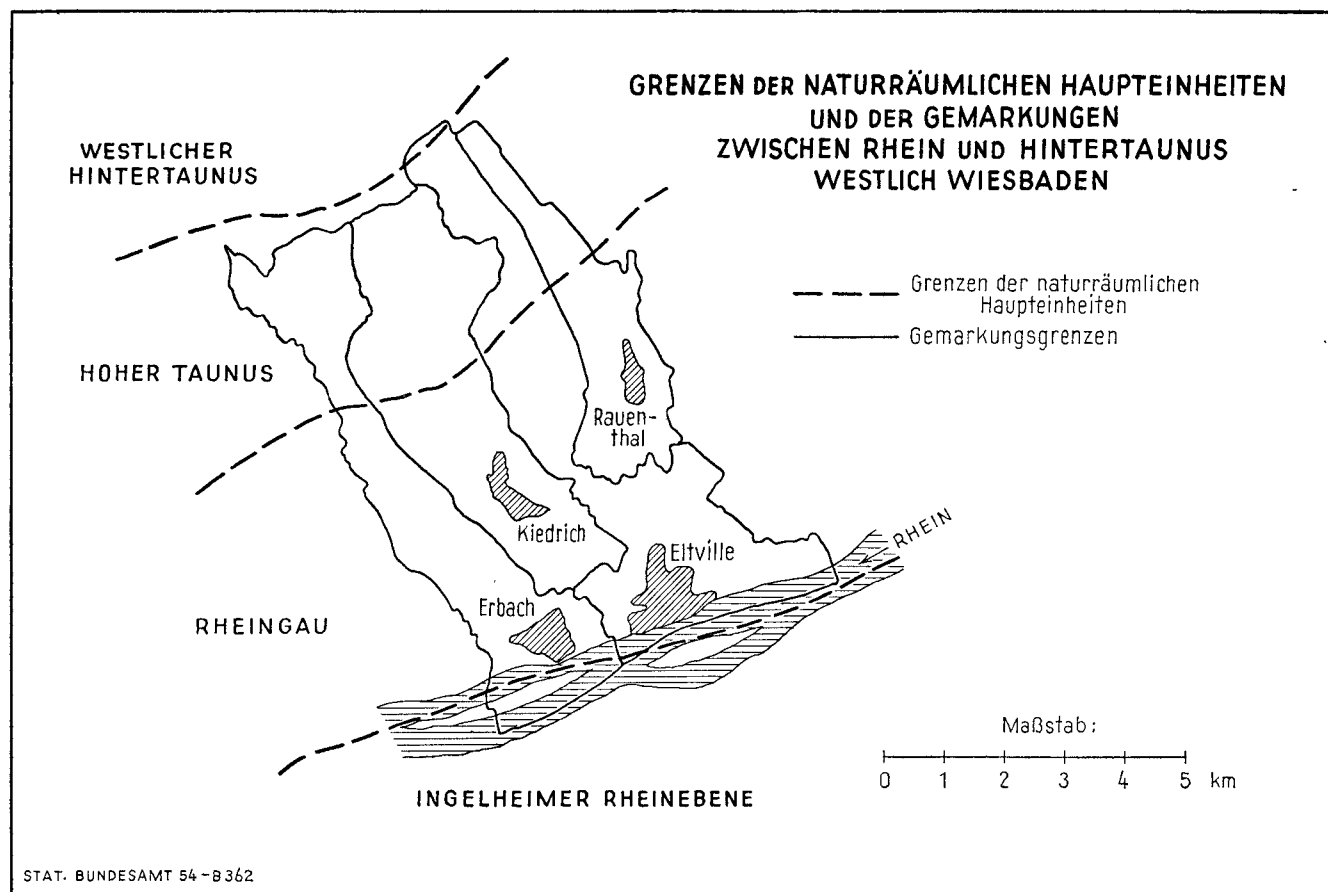 GRENZEN DER NATURRÄUMLICHEN HAUPTEINHEITEN
UND DER GEMARKUNGEN
ZWISCHEN RHEIN UND HINTERTAUNUS
WESTLICH WIESBADEN
WESTLICHER
HINTERTAUNUS
Grenzen der naturräumlichen
Haupteinheiten
Gemarkungsgrenzen
HOHER TAUNUS
Rauen-
thal
Kiedrich
Eltville
RHEIN
Erbach
RHEINGAU
Maßstab:
0 1 2 3 4 5 km
INGELHEIMER RHEINEBENE
STAT. BUNDESAMT 54-B362